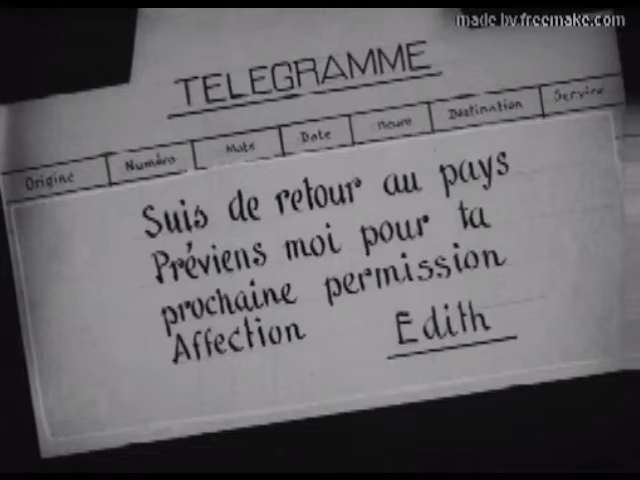 made by freemake.com
TELEGRAMME
Origine Numéro Mots Date Heure Destination Service
Suis de retour au pays
Préviens moi pour ta
prochaine permission
Affection Edith